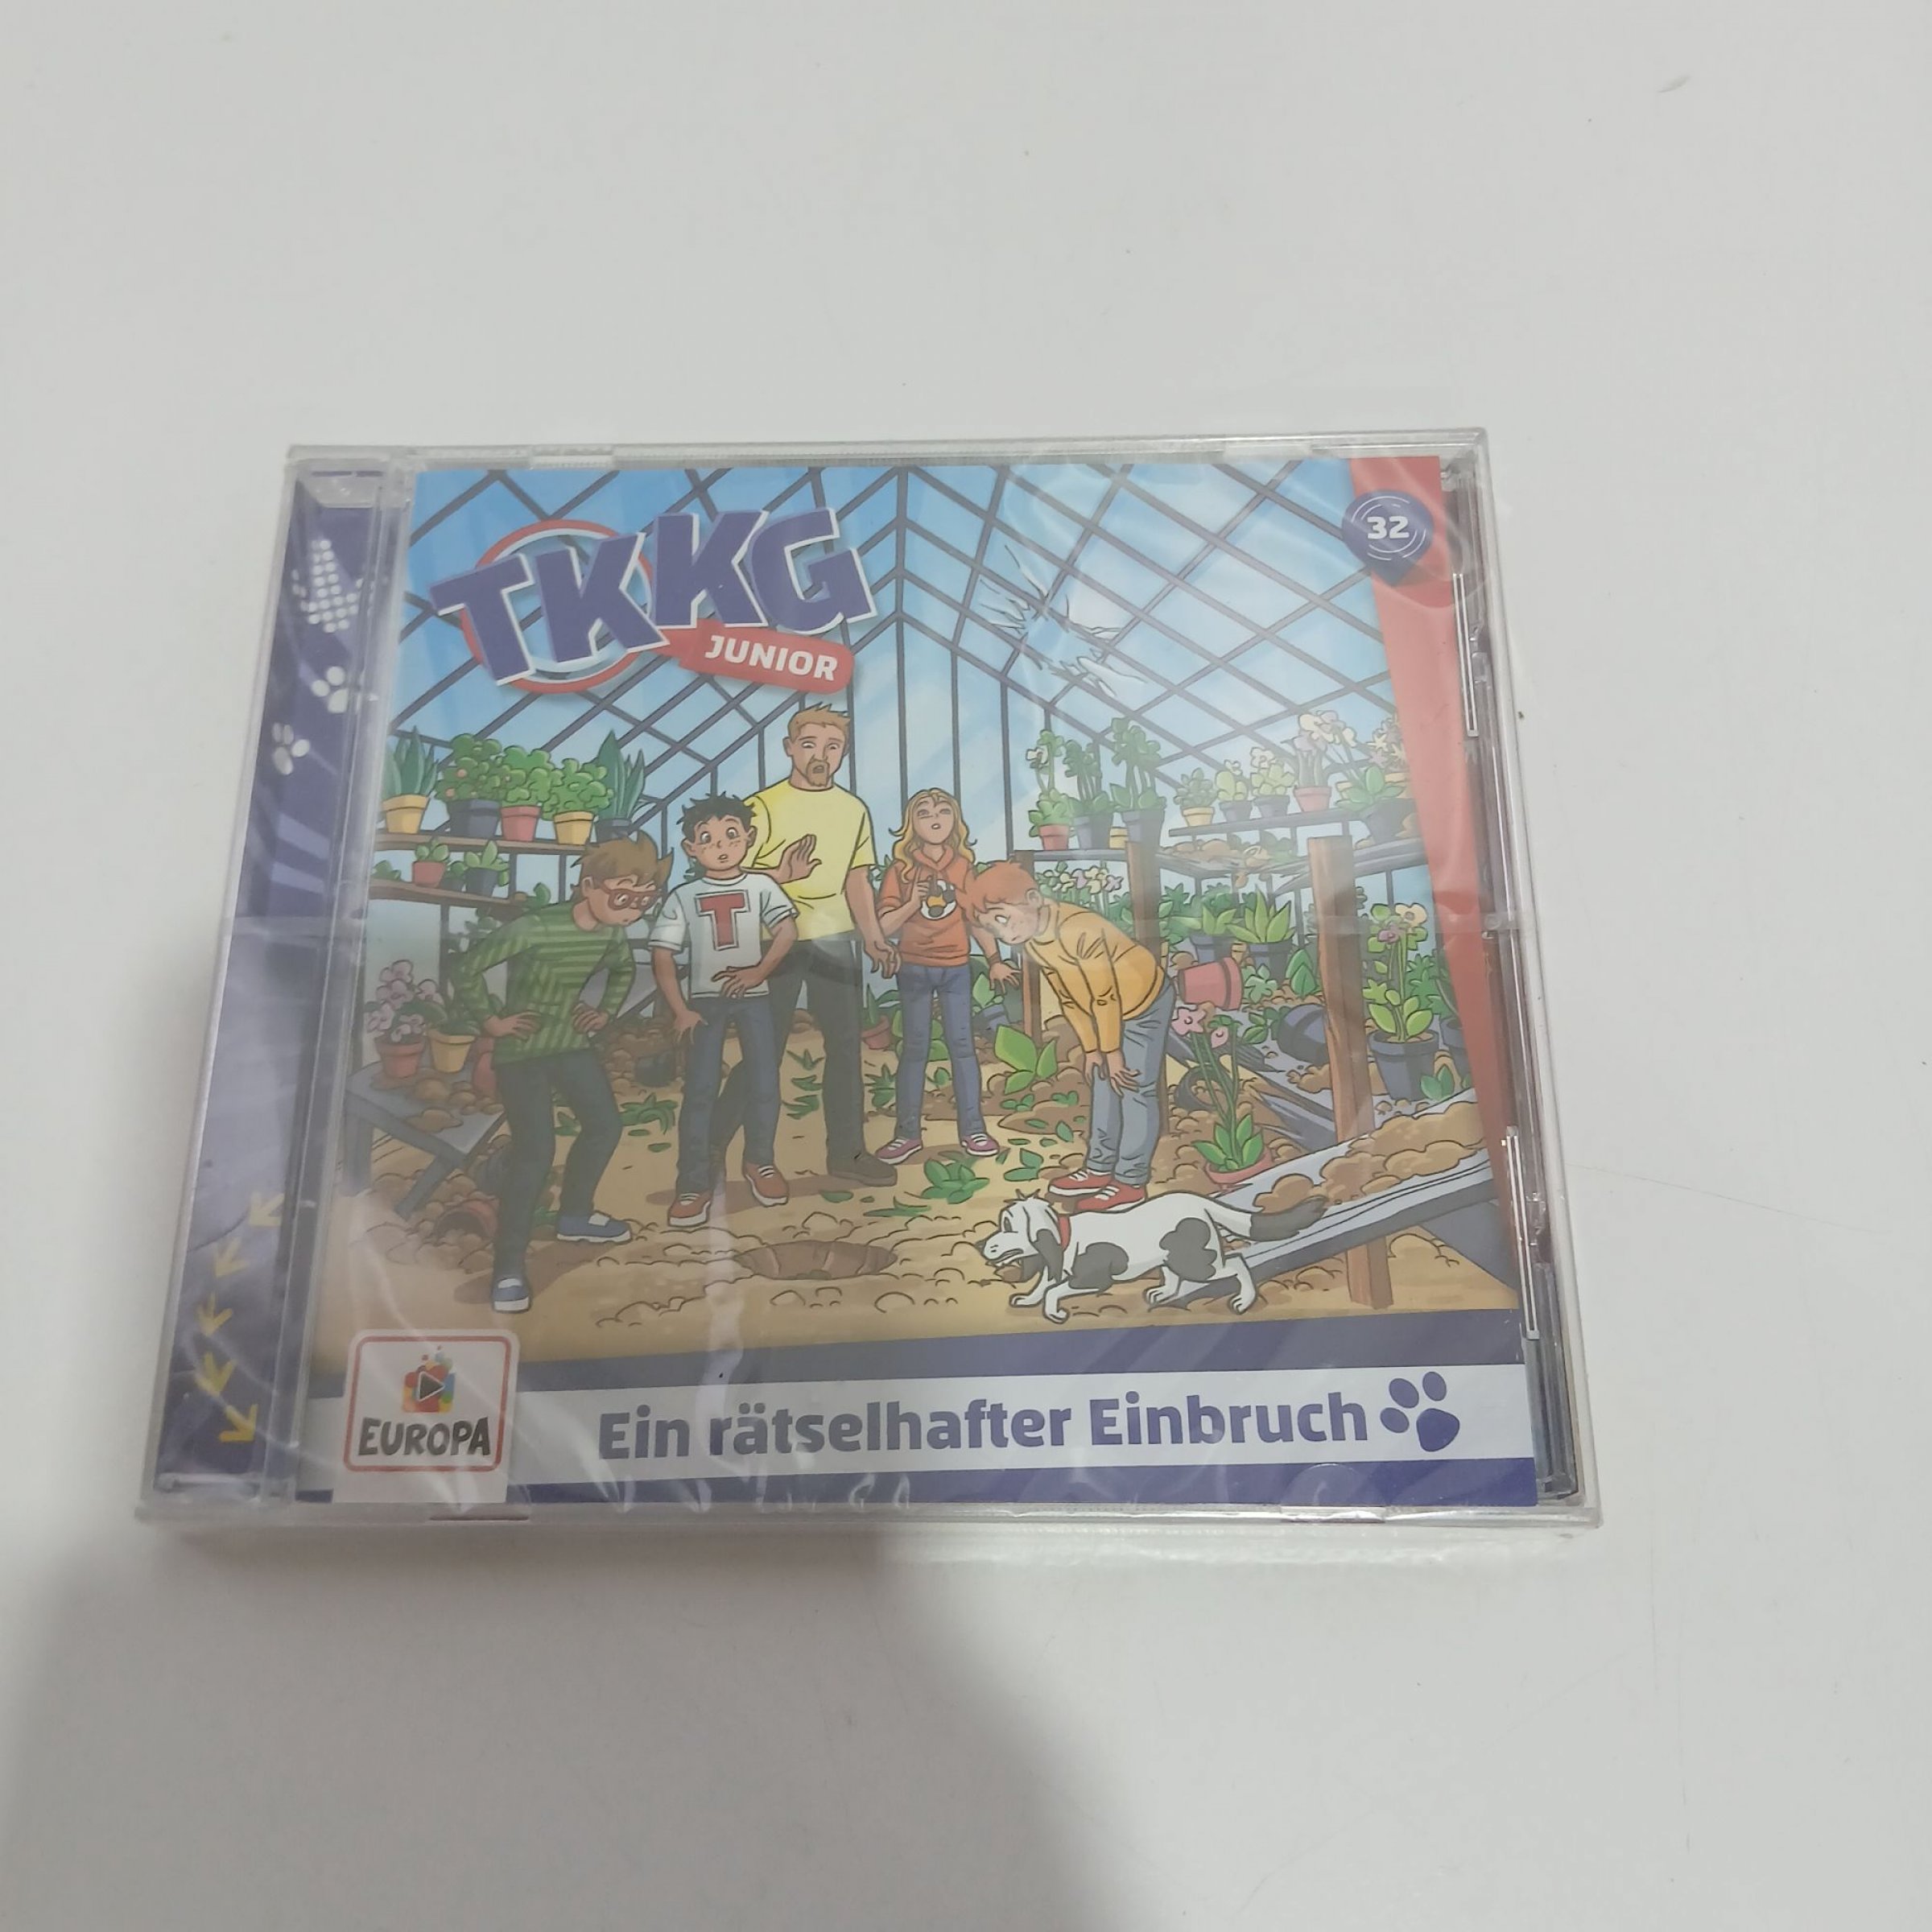 TKKG
JUNIOR
32
T
EUROPA
Ein rätselhafter Einbruch